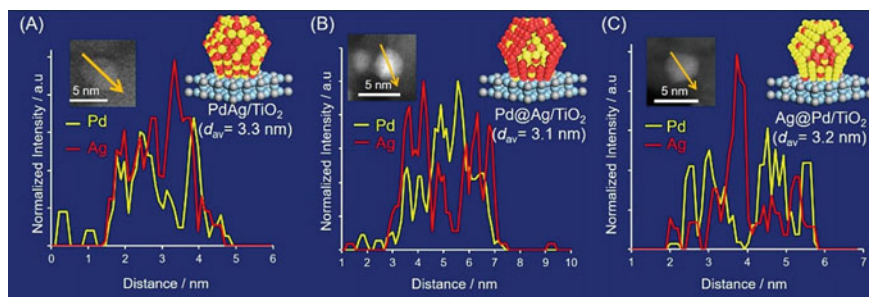 (A)
5 nm
PdAg/TiO₂
(dav= 3.3 nm)
Pd
Ag
Normalized Intensity / a.u
0 1 2 3 4 5 6
Distance / nm
(B)
5 nm
Pd@Ag/TiO₂
(dav= 3.1 nm)
Pd
Ag
Normalized Intensity / a.u
1 2 3 4 5 6 7 8 9 10
Distance / nm
(C)
5 nm
Ag@Pd/TiO₂
(dav= 3.2 nm)
Pd
Ag
Normalized Intensity / a.u
1 2 3 4 5 6 7
Distance / nm